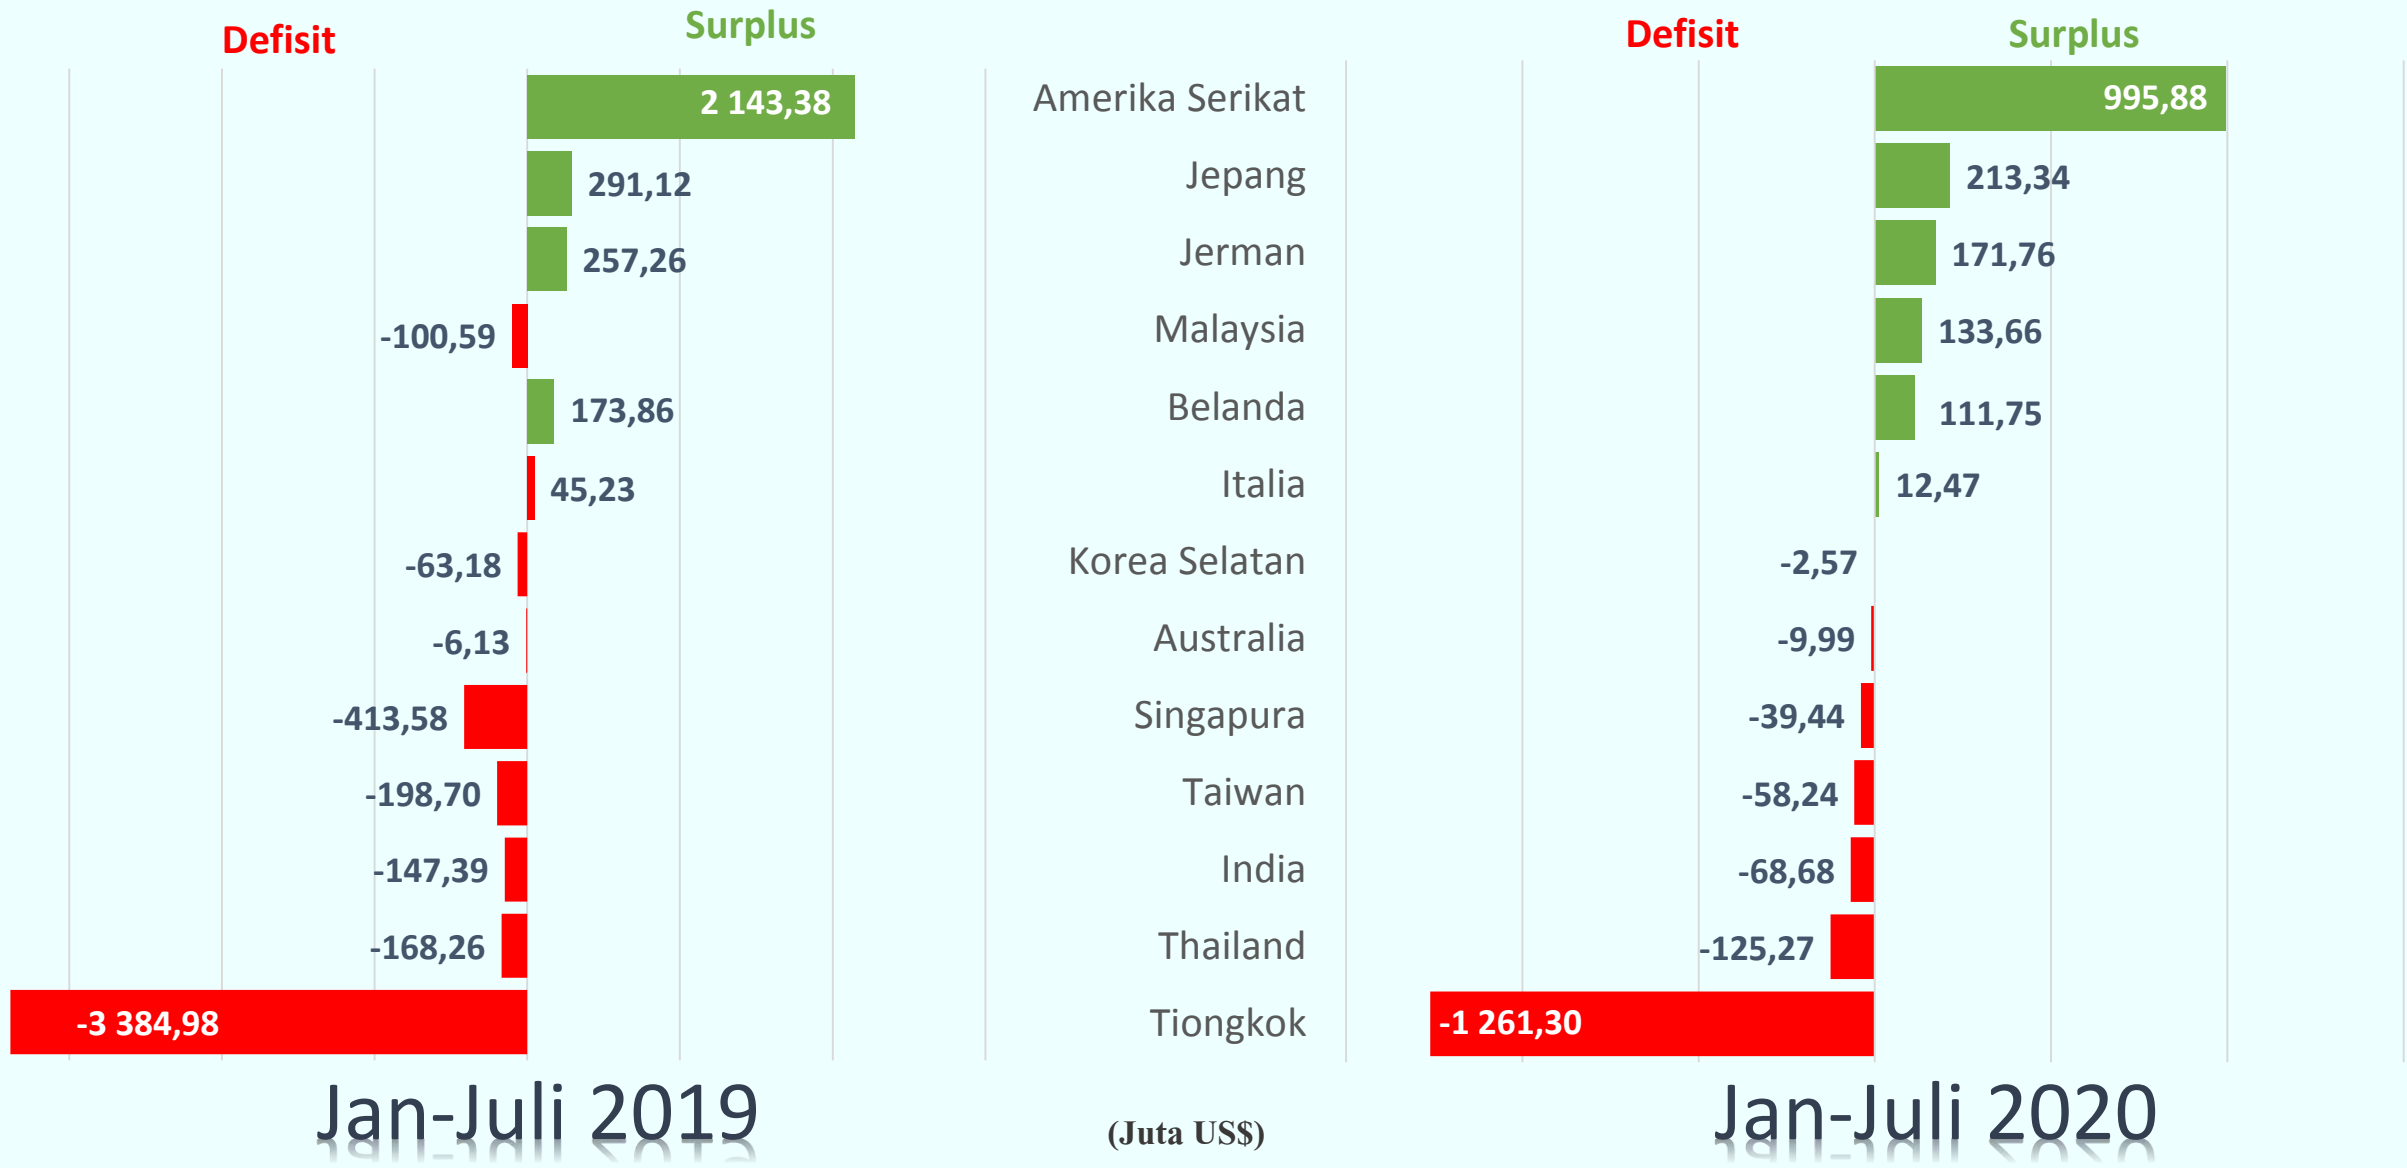 Defisit
Surplus
Defisit
Surplus
2 143,38
Amerika Serikat
995,88
291,12
Jepang
213,34
257,26
Jerman
171,76
-100,59
Malaysia
133,66
173,86
Belanda
111,75
45,23
Italia
12,47
-63,18
Korea Selatan
-2,57
-6,13
Australia
-9,99
-413,58
Singapura
-39,44
-198,70
Taiwan
-58,24
-147,39
India
-68,68
-168,26
Thailand
-125,27
-3 384,98
Tiongkok
-1 261,30
Jan-Juli 2019
(Juta US$)
Jan-Juli 2020